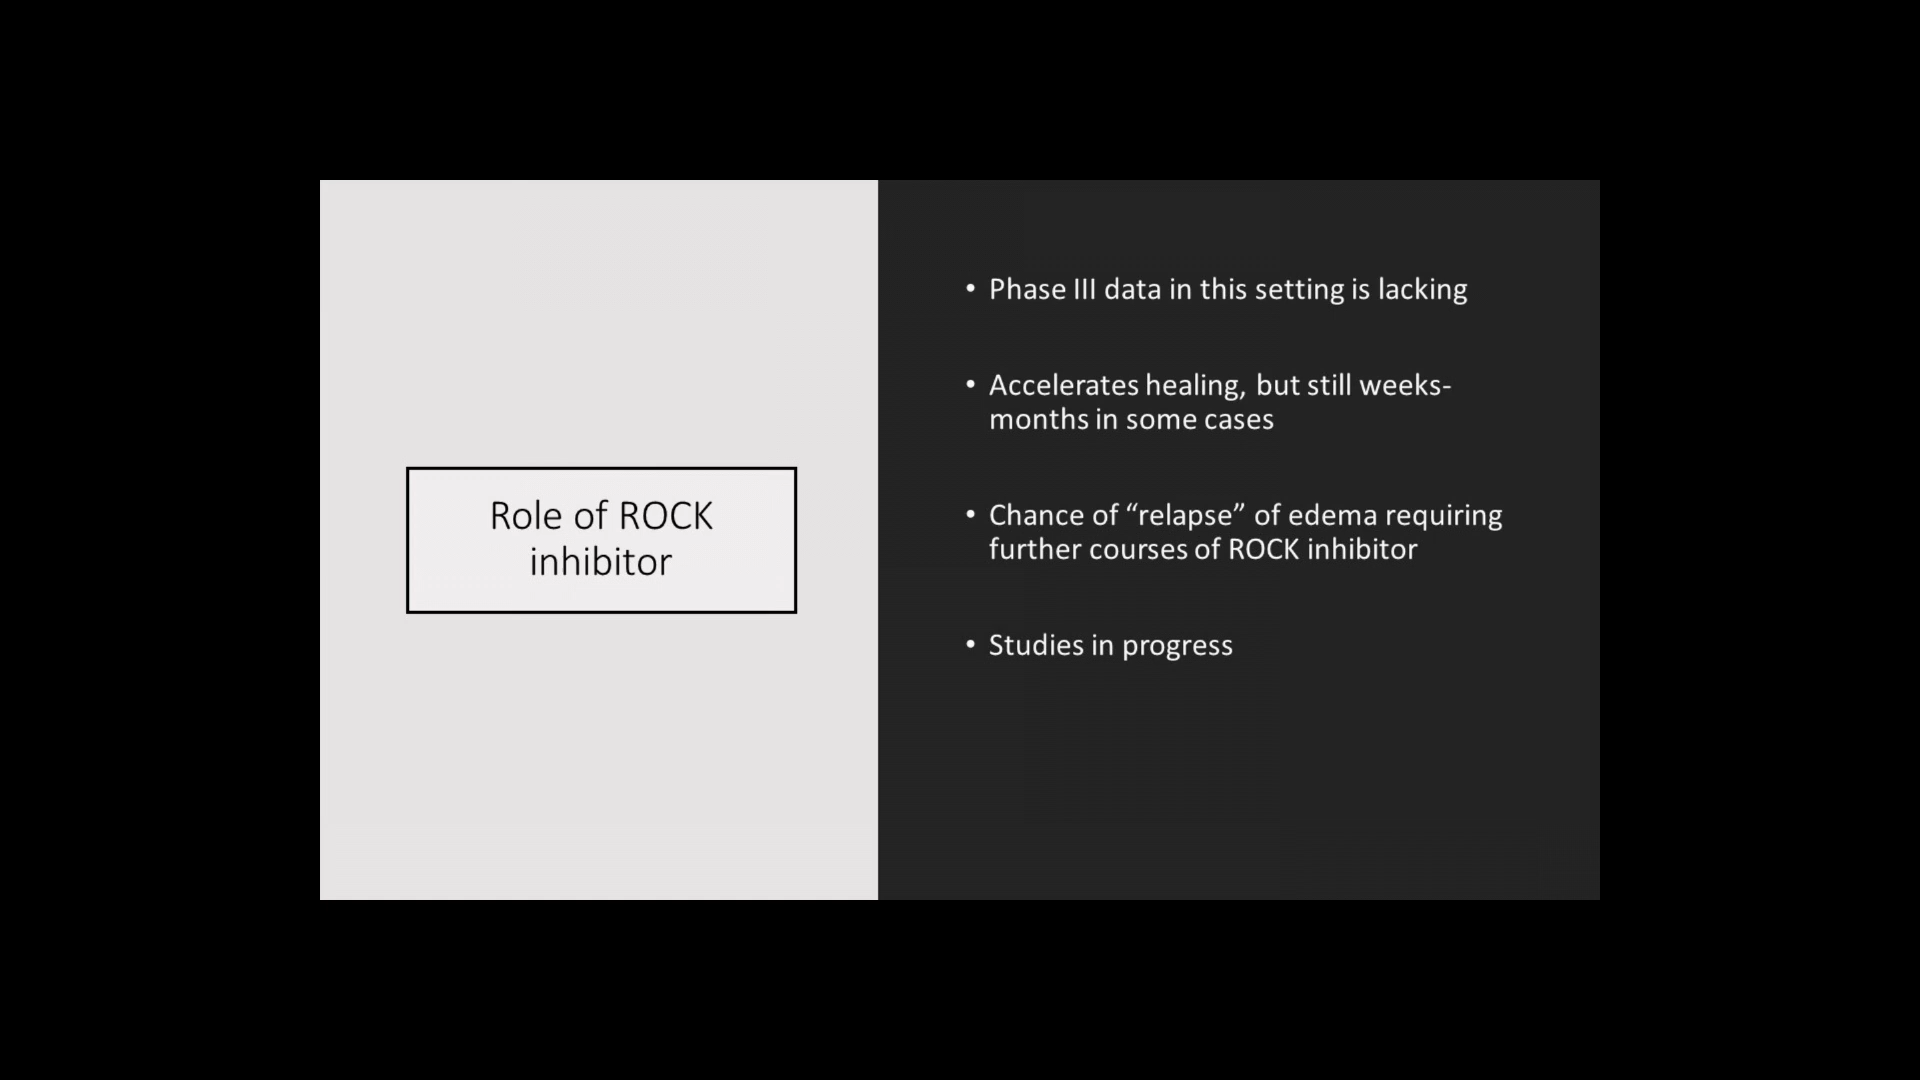 Role of ROCK
inhibitor
• Phase III data in this setting is lacking
• Accelerates healing, but still weeks-
months in some cases
• Chance of “relapse” of edema requiring
further courses of ROCK inhibitor
• Studies in progress